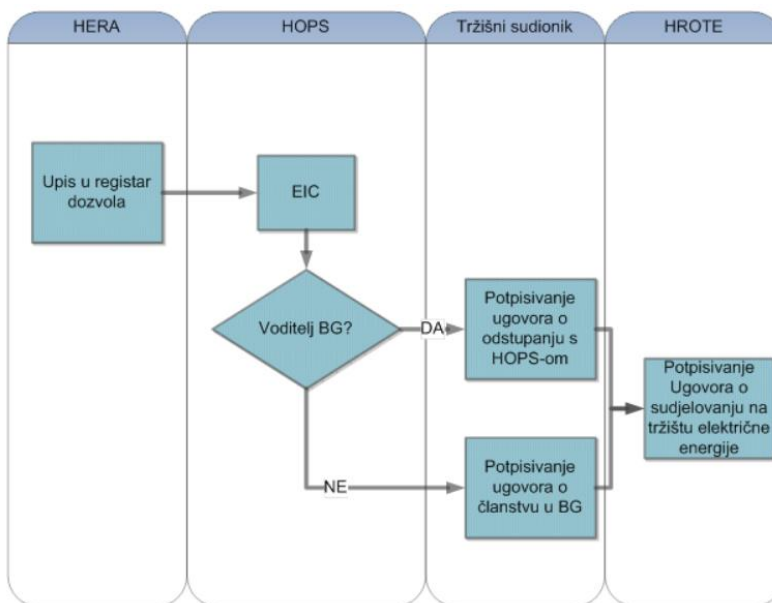 HERA
HOPS
Tržišni sudionik
HROTE
Upis u registar
dozvola
EIC
Voditelj BG?
DA
NE
Potpisivanje
ugovora o
odstupanju s
HOPS-om
Potpisivanje
ugovora o
članstvu u BG
Potpisivanje
Ugovora o
sudjelovanju na
tržištu električne
energije